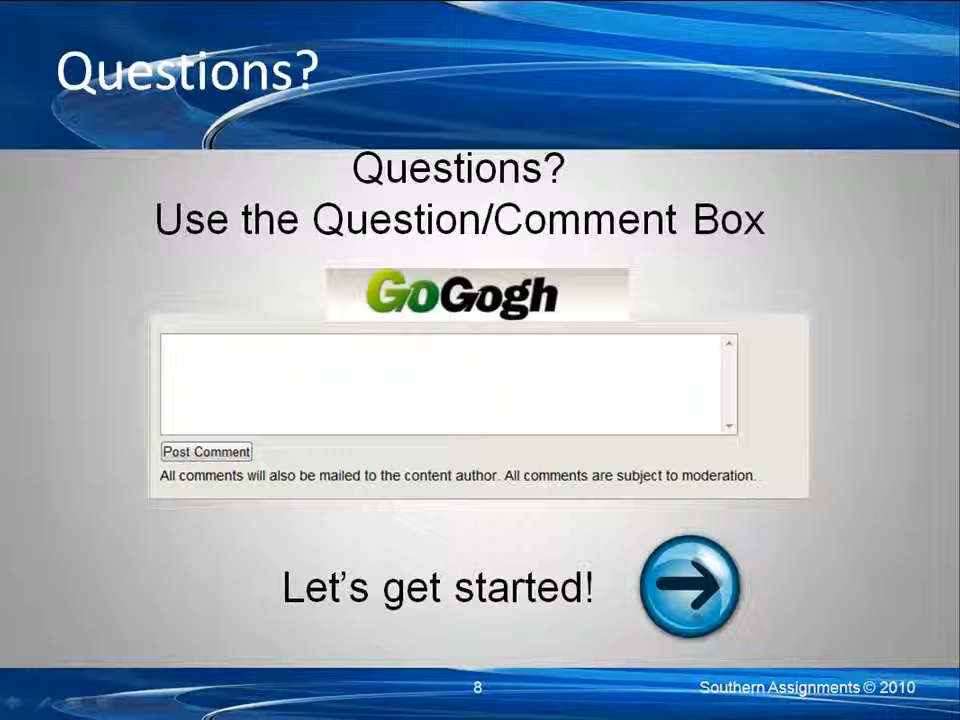 Questions?
Questions?
Use the Question/Comment Box
GoGogh
Post Comment
All comments will also be mailed to the content author. All comments are subject to moderation.
Let's get started!
8
Southern Assignments © 2010